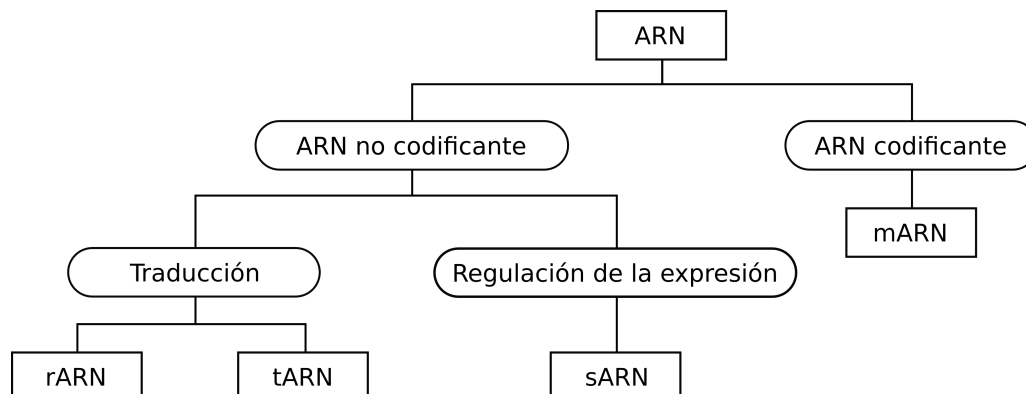 ARN
ARN no codificante
ARN codificante
mARN
Traducción
Regulación de la expresión
rARN
tARN
sARN